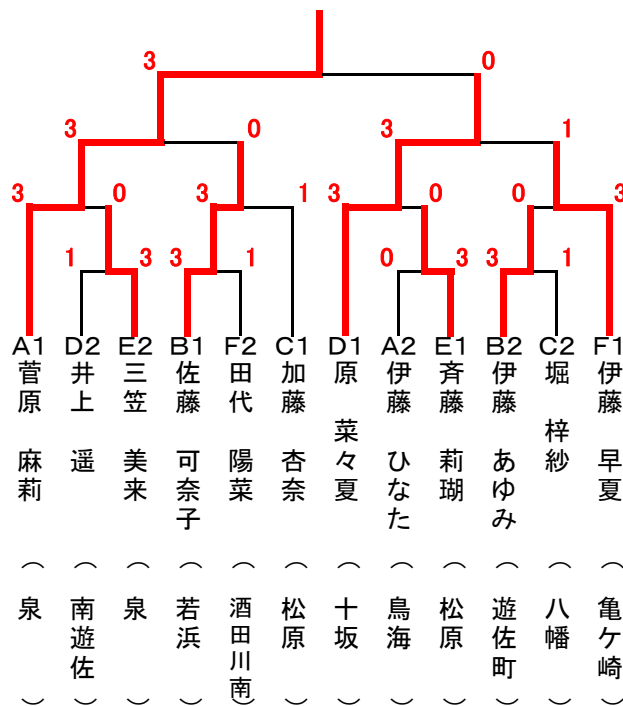 3 0
3 0 3 1
3 0 3 1 3 0 0 3
1 3 3 1 0 3 3 1
A1 D2 E2 B1 F2 C1 D1 A2 E1 B2 C2 F1
菅原 麻莉 （泉）
井上 遥 （南遊佐）
三笠 美来 （泉）
佐藤 可奈子 （若浜）
田代 陽菜 （酒田川南）
加藤 杏奈 （松原）
原 菜々夏 （十坂）
伊藤 ひなた （鳥海）
斉藤 莉瑚 （松原）
伊藤 あゆみ （遊佐町）
堀 梓紗 （八幡）
伊藤 早夏 （亀ケ崎）